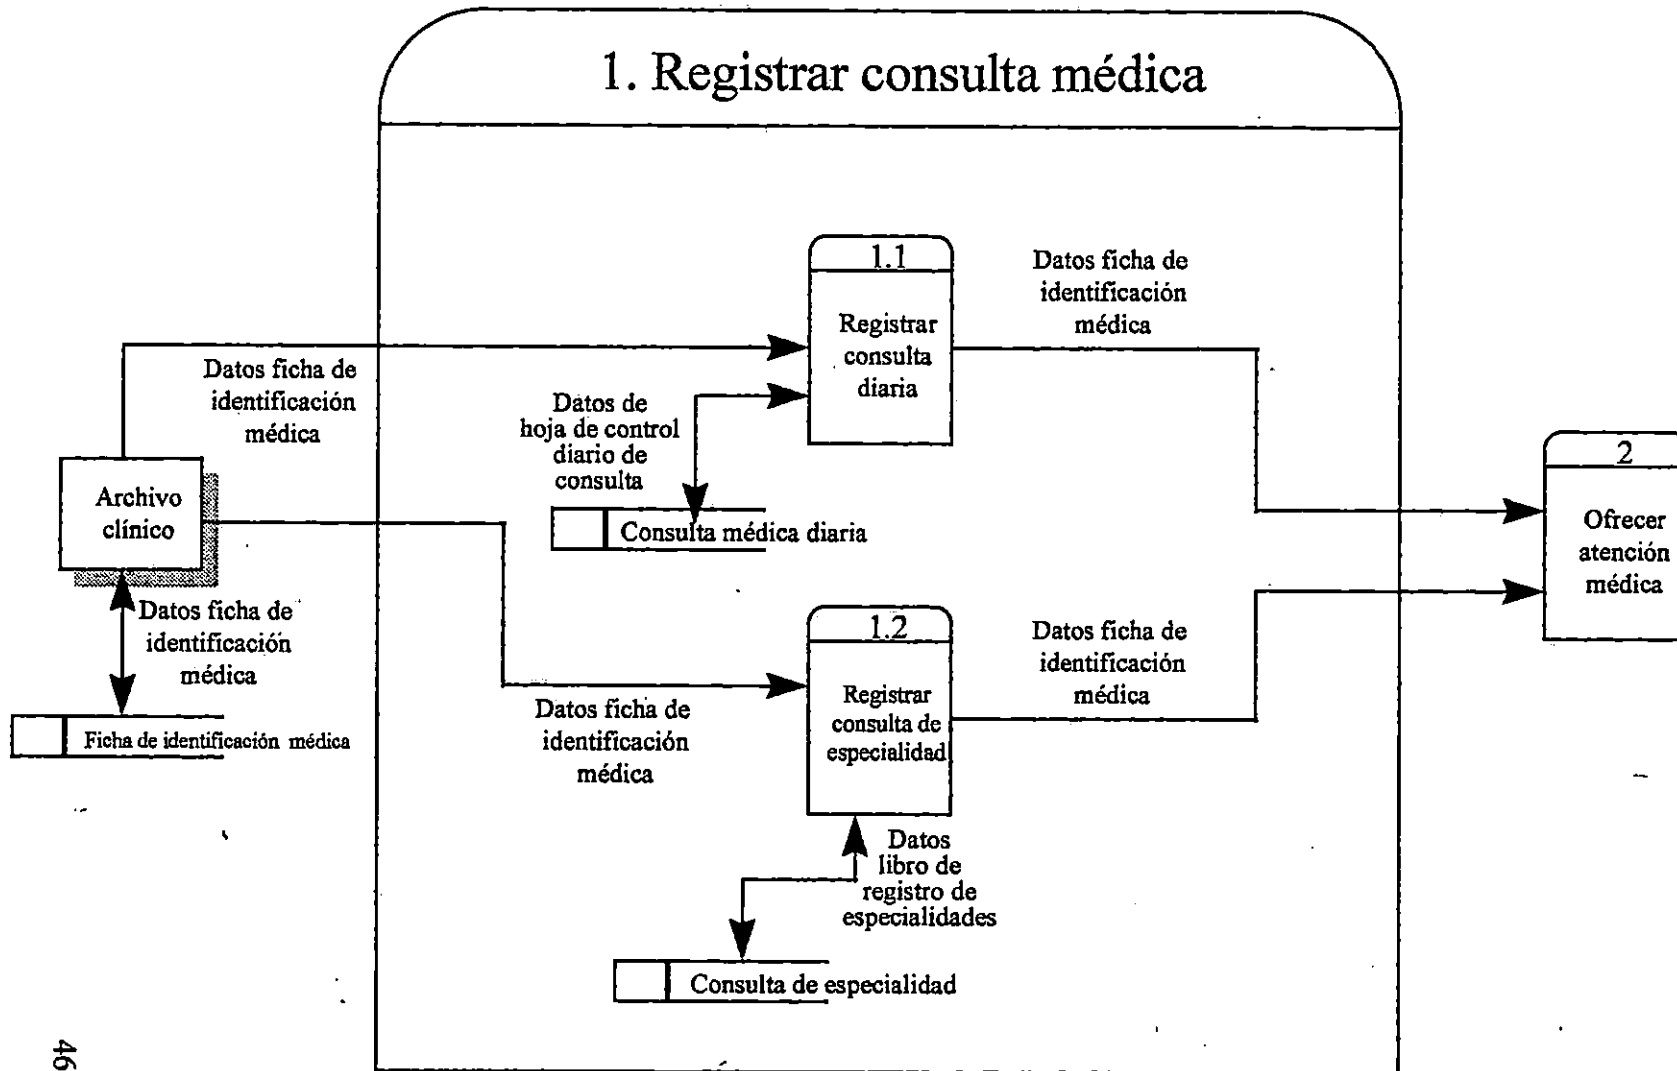 1. Registrar consulta médica
1.1
Registrar
consulta
diaria
Datos ficha de
identificación
médica
Datos ficha de
identificación
médica
Datos de
hoja de control
diario de
consulta
Archivo
clínico
Consulta médica diaria
2
Ofrecer
atención
médica
Datos ficha de
identificación
médica
Ficha de identificación médica
1.2
Registrar
consulta de
especialidad
Datos ficha de
identificación
médica
Datos ficha de
identificación
médica
Datos
libro de
registro de
especialidades
Consulta de especialidad
46